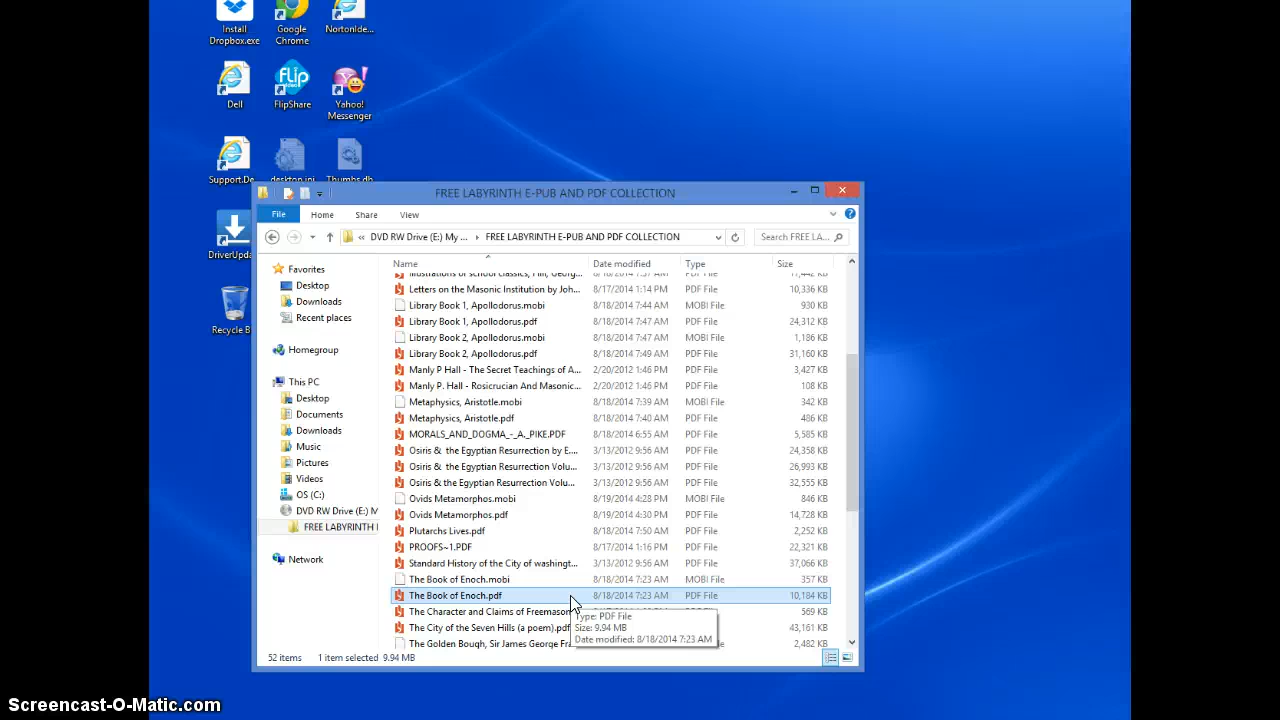 Install
Dropbox.exe
Google
Chrome
NortonIde...
Dell
flip
video
FlipShare
Yahoo!
Messenger
Support.De
desktop.ini
Thumbs.db
DriverUpda
Recycle B
FREE LABYRINTH E-PUB AND PDF COLLECTION
File Home Share View
« DVD RW Drive (E:) My ... FREE LABYRINTH E-PUB AND PDF COLLECTION Search FREE LA...
Favorites
Desktop
Downloads
Recent places
Homegroup
This PC
Desktop
Documents
Downloads
Music
Pictures
Videos
OS (C:)
DVD RW Drive (E:) M
FREE LABYRINTH
Network
Name Date modified Type Size
Illustrations of school classics, Hill, Georg... 8/18/2014 7:37 AM PDF File 17,442 KB
Letters on the Masonic Institution by Joh... 8/17/2014 1:14 PM PDF File 10,336 KB
Library Book 1, Apollodorus.mobi 8/18/2014 7:44 AM MOBI File 930 KB
Library Book 1, Apollodorus.pdf 8/18/2014 7:47 AM PDF File 24,312 KB
Library Book 2, Apollodorus.mobi 8/18/2014 7:47 AM MOBI File 1,186 KB
Library Book 2, Apollodorus.pdf 8/18/2014 7:49 AM PDF File 31,160 KB
Manly P Hall - The Secret Teachings of A... 2/20/2012 1:46 PM PDF File 3,427 KB
Manly P. Hall - Rosicrucian And Masonic... 2/20/2012 1:46 PM PDF File 108 KB
Metaphysics, Aristotle.mobi 8/18/2014 7:39 AM MOBI File 342 KB
Metaphysics, Aristotle.pdf 8/18/2014 7:40 AM PDF File 486 KB
MORALS_AND_DOGMA_-_A._PIKE.PDF 8/18/2014 6:55 AM PDF File 5,585 KB
Osiris & the Egyptian Resurrection by E.... 3/13/2012 9:56 AM PDF File 24,358 KB
Osiris & the Egyptian Resurrection Volu... 3/13/2012 9:56 AM PDF File 26,993 KB
Osiris & the Egyptian Resurrection Volu... 3/13/2012 9:56 AM PDF File 32,555 KB
Ovids Metamorphos.mobi 8/19/2014 4:28 PM MOBI File 846 KB
Ovids Metamorphos.pdf 8/19/2014 4:30 PM PDF File 14,728 KB
Plutarchs Lives.pdf 8/18/2014 7:50 AM PDF File 2,252 KB
PROOFS~1.PDF 8/17/2014 1:16 PM PDF File 22,321 KB
Standard History of the City of washingt... 3/13/2012 9:56 AM PDF File 37,066 KB
The Book of Enoch.mobi 8/18/2014 7:23 AM MOBI File 357 KB
The Book of Enoch.pdf 8/18/2014 7:23 AM PDF File 10,184 KB
The Character and Claims of Freemason 569 KB
The City of the Seven Hills (a poem).pdf 43,161 KB
The Golden Bough, Sir James George Fra 2,482 KB
Type: PDF File
Size: 9.94 MB
Date modified: 8/18/2014 7:23 AM
52 items 1 item selected 9.94 MB
Screencast-O-Matic.com